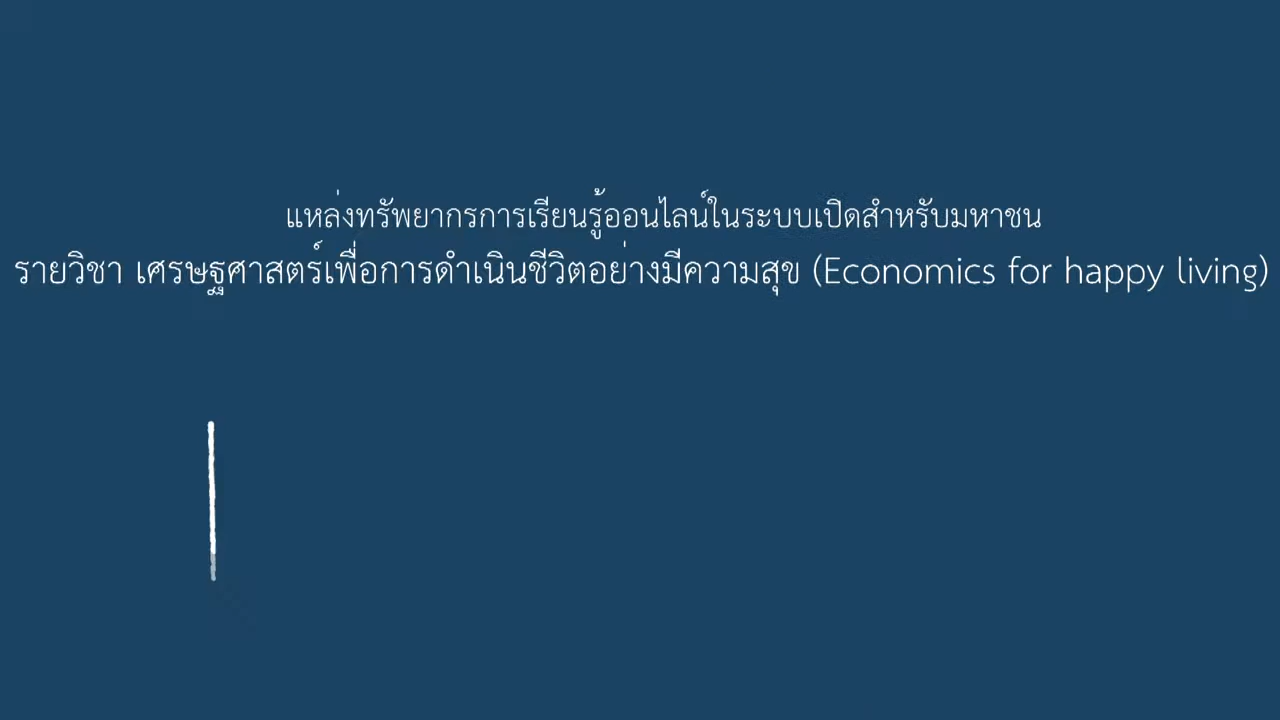 แหล่งทรัพยากรการเรียนรู้ออนไลน์ในระบบเปิดสำหรับมหาชน
รายวิชา เศรษฐศาสตร์เพื่อการดำเนินชีวิตอย่างมีความสุข (Economics for happy living)